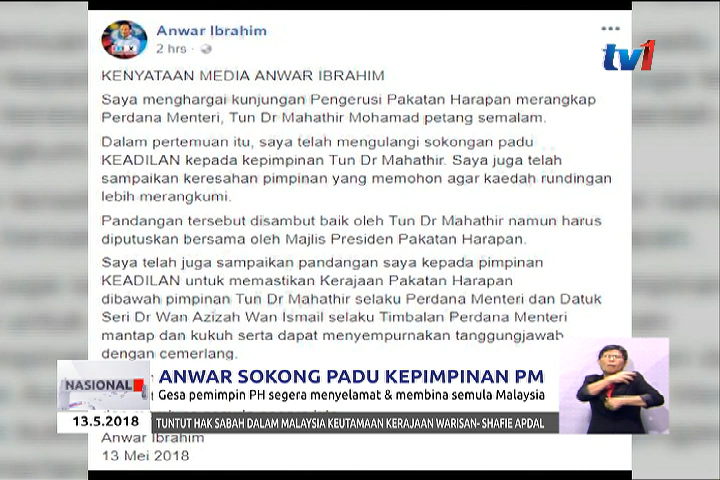 Anwar Ibrahim
2 hrs
tv1
KENYATAAN MEDIA ANWAR IBRAHIM
Saya menghargai kunjungan Pengerusi Pakatan Harapan merangkap
Perdana Menteri, Tun Dr Mahathir Mohamad petang semalam.
Dalam pertemuan itu, saya telah mengulangi sokongan padu
KEADILAN kepada kepimpinan Tun Dr Mahathir. Saya juga telah
sampaikan keresahan pimpinan yang memohon agar kaedah rundingan
lebih merangkumi.
Pandangan tersebut disambut baik oleh Tun Dr Mahathir namun harus
diputuskan bersama oleh Majlis Presiden Pakatan Harapan.
Saya telah juga sampaikan pandangan saya kepada pimpinan
KEADILAN untuk memastikan Kerajaan Pakatan Harapan
dibawah pimpinan Tun Dr Mahathir selaku Perdana Menteri dan Datuk
Seri Dr Wan Azizah Wan Ismail selaku Timbalan Perdana Menteri
mantap dan kukuh serta dapat menyempurnakan tanggungjawab
dengan cemerlang.
NASIONAL
ANWAR SOKONG PADU KEPIMPINAN PM
Gesa pemimpin PH segera menyelamat & membina semula Malaysia
13.5.2018
TUNTUT HAK SABAH DALAM MALAYSIA KEUTAMAAN KERAJAAN WARISAN- SHAFIE APDAL
Anwar Ibrahim
13 Mei 2018